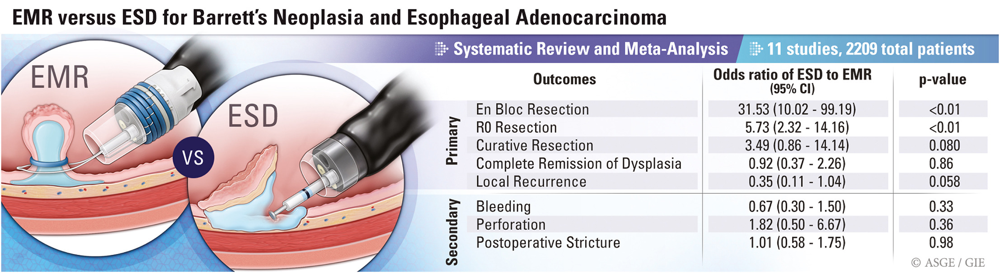 EMR versus ESD for Barrett's Neoplasia and Esophageal Adenocarcinoma
Systematic Review and Meta-Analysis 11 studies, 2209 total patients
EMR
VS
ESD
Outcomes Odds ratio of ESD to EMR p-value
(95% CI)
Primary
En Bloc Resection 31.53 (10.02 - 99.19) <0.01
R0 Resection 5.73 (2.32 - 14.16) <0.01
Curative Resection 3.49 (0.86 - 14.14) 0.080
Complete Remission of Dysplasia 0.92 (0.37 - 2.26) 0.86
Local Recurrence 0.35 (0.11 - 1.04) 0.058
Secondary
Bleeding 0.67 (0.30 - 1.50) 0.33
Perforation 1.82 (0.50 - 6.67) 0.36
Postoperative Stricture 1.01 (0.58 - 1.75) 0.98
© ASGE / GIE